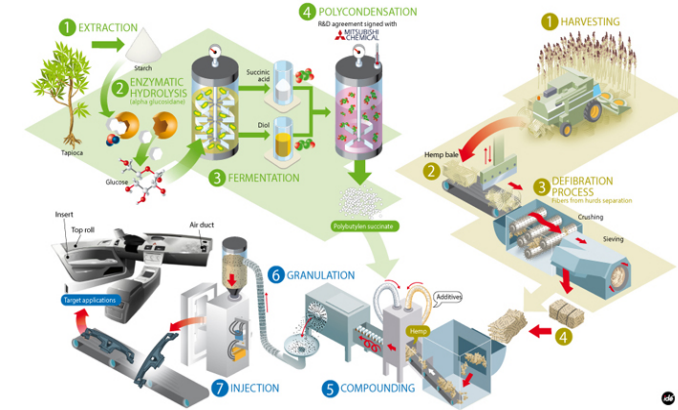 1 EXTRACTION
Starch
2 ENZYMATIC
HYDROLYSIS
(alpha glucosidane)
Tapioca
Glucose
3 FERMENTATION
Succinic
acid
Diol
4 POLYCONDENSATION
R&D agreement signed with
MITSUBISHI
CHEMICAL
Polybutylen succinate
1 HARVESTING
Hemp bale
2
3 DEFIBRATION
PROCESS
Fibers from hurds separation
Crushing
Sieving
4
Additives
Hemp
5 COMPOUNDING
6 GRANULATION
7 INJECTION
Insert
Top roll
Air duct
Target applications
idé